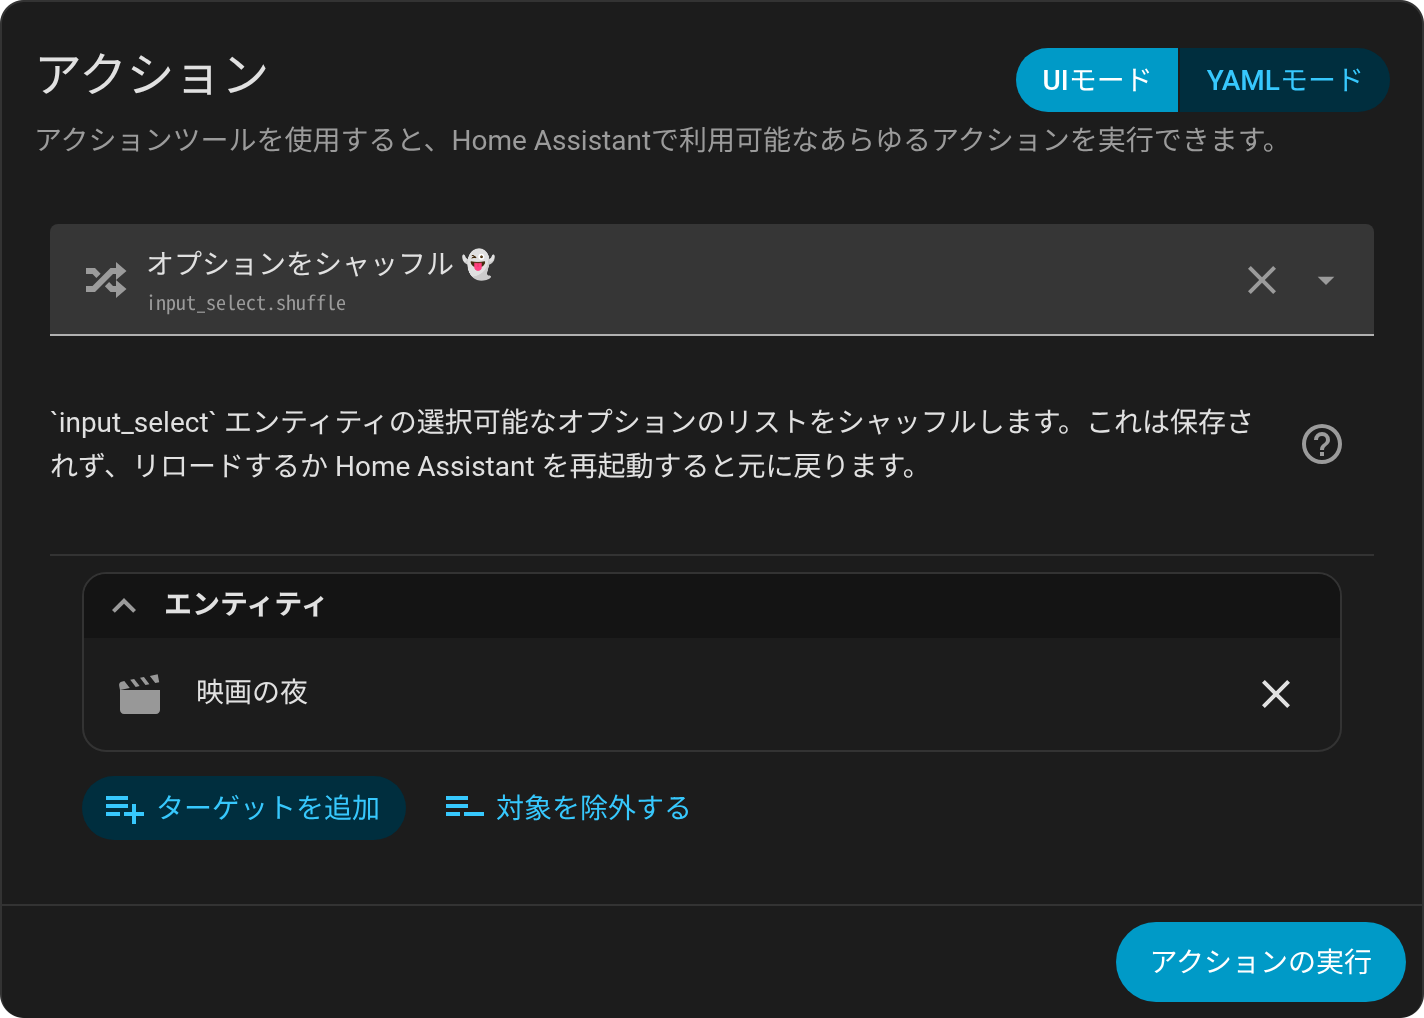 アクション
UIモード
YAMLモード
アクションツールを使用すると、Home Assistantで利用可能なあらゆるアクションを実行できます。
オプションをシャッフル 👻
input_select.shuffle
`input_select` エンティティの選択可能なオプションのリストをシャッフルします。これは保存さ
れず、リロードするか Home Assistant を再起動すると元に戻ります。
エンティティ
映画の夜
ターゲットを追加
対象を除外する
アクションの実行